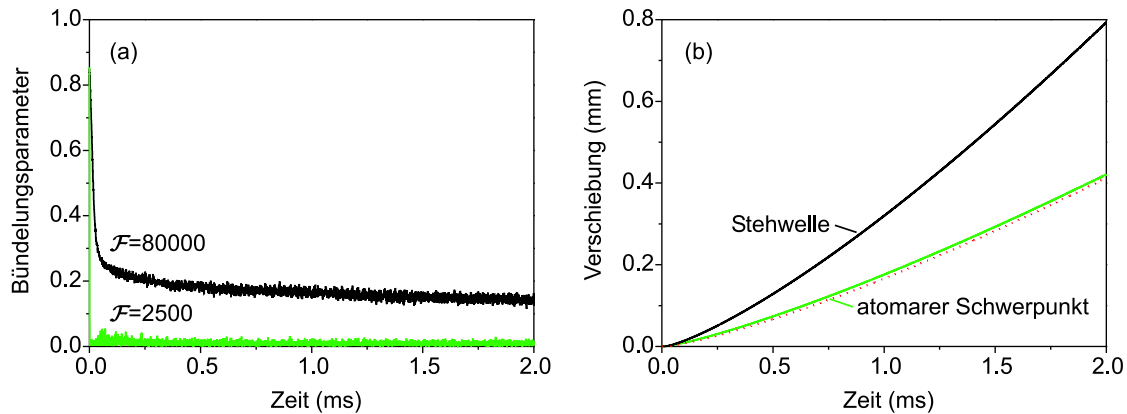 (a)
Bündelungsparameter
1.0
0.8
0.6
0.4
0.2
0.0
ℱ=80000
ℱ=2500
0.0 0.5 1.0 1.5 2.0
Zeit (ms)
(b)
Verschiebung (mm)
0.8
0.6
0.4
0.2
0.0
Stehwelle
atomarer Schwerpunkt
0.0 0.5 1.0 1.5 2.0
Zeit (ms)